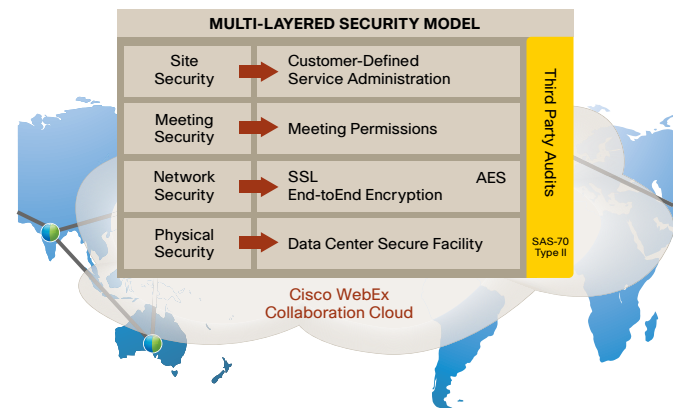 MULTI-LAYERED SECURITY MODEL
Site
Security
Customer-Defined
Service Administration
Meeting
Security
Meeting Permissions
Network
Security
SSL AES
End-toEnd Encryption
Physical
Security
Data Center Secure Facility
Third Party Audits
SAS-70
Type II
Cisco WebEx
Collaboration Cloud